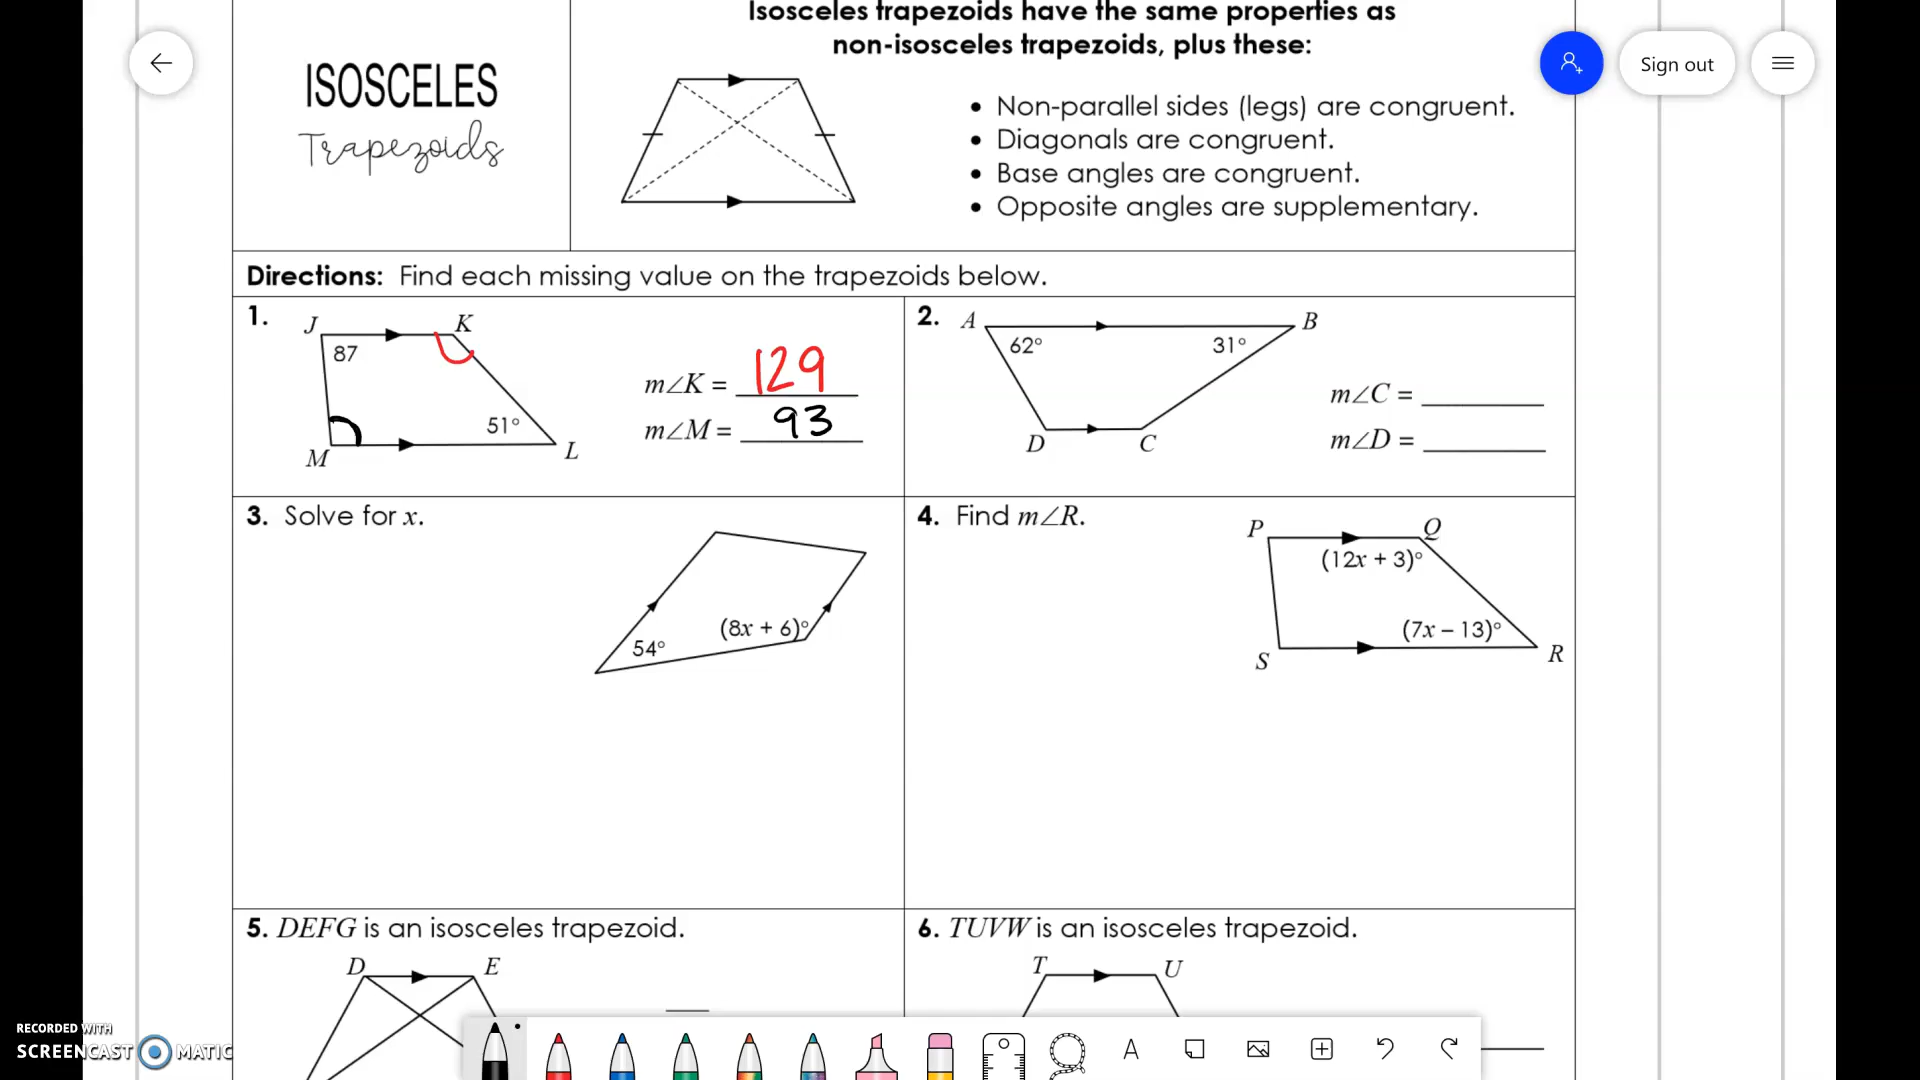 Isosceles trapezoids have the same properties as
non-isosceles trapezoids, plus these:
Sign out
ISOSCELES
Trapezoids
• Non-parallel sides (legs) are congruent.
• Diagonals are congruent.
• Base angles are congruent.
• Opposite angles are supplementary.
Directions: Find each missing value on the trapezoids below.
1.
J
K
87
51°
M
L
m∠K = 129
m∠M = 93
2.
A
B
62°
31°
D
C
m∠C = ________
m∠D = ________
3. Solve for x.
54°
(8x + 6)°
4. Find m∠R.
P
Q
(12x + 3)°
(7x – 13)°
S
R
5. DEFG is an isosceles trapezoid.
D
E
6. TUVW is an isosceles trapezoid.
T
U
A
RECORDED WITH
SCREENCAST MATIC